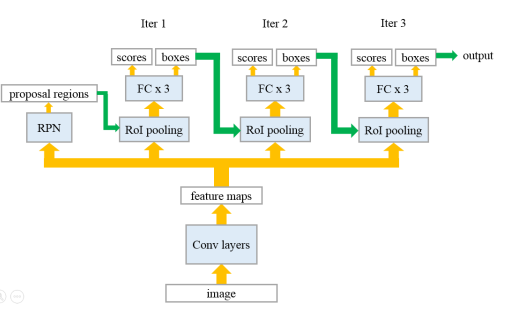 Iter 1 Iter 2 Iter 3
scores boxes scores boxes scores boxes output
FC x 3 FC x 3 FC x 3
proposal regions
RPN RoI pooling RoI pooling RoI pooling
feature maps
Conv layers
image